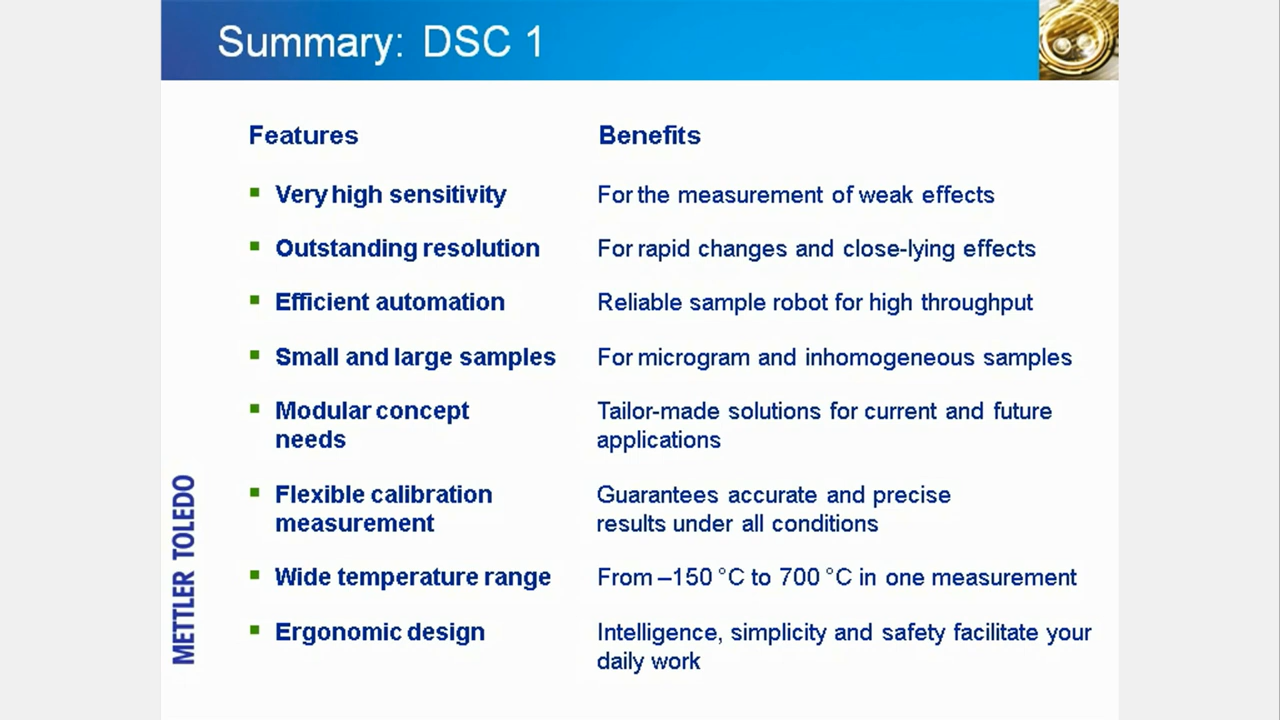 Summary: DSC 1
Features Benefits
Very high sensitivity For the measurement of weak effects
Outstanding resolution For rapid changes and close-lying effects
Efficient automation Reliable sample robot for high throughput
Small and large samples For microgram and inhomogeneous samples
Modular concept Tailor-made solutions for current and future
needs applications
Flexible calibration Guarantees accurate and precise
measurement results under all conditions
Wide temperature range From –150 °C to 700 °C in one measurement
Ergonomic design Intelligence, simplicity and safety facilitate your
daily work
METTLER TOLEDO